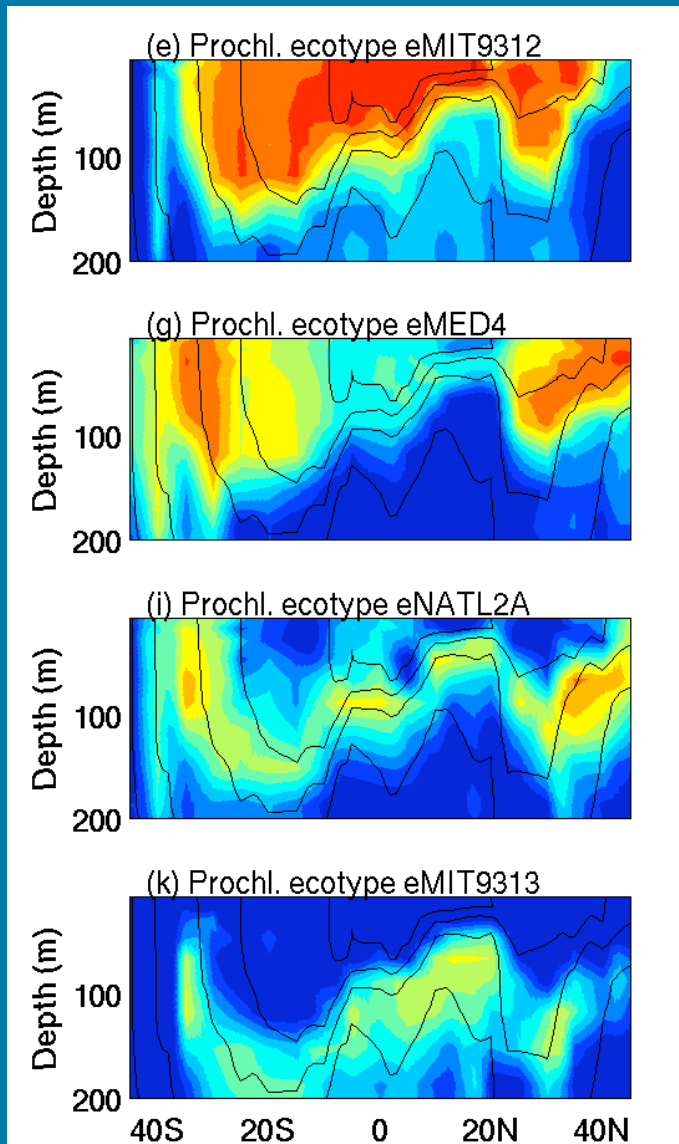 (e) Prochl. ecotype eMIT9312
Depth (m)
100
200
(g) Prochl. ecotype eMED4
100
200
(i) Prochl. ecotype eNATL2A
Depth (m)
100
200
(k) Prochl. ecotype eMIT9313
Depth (m)
100
200
40S 20S 0 20N 40N